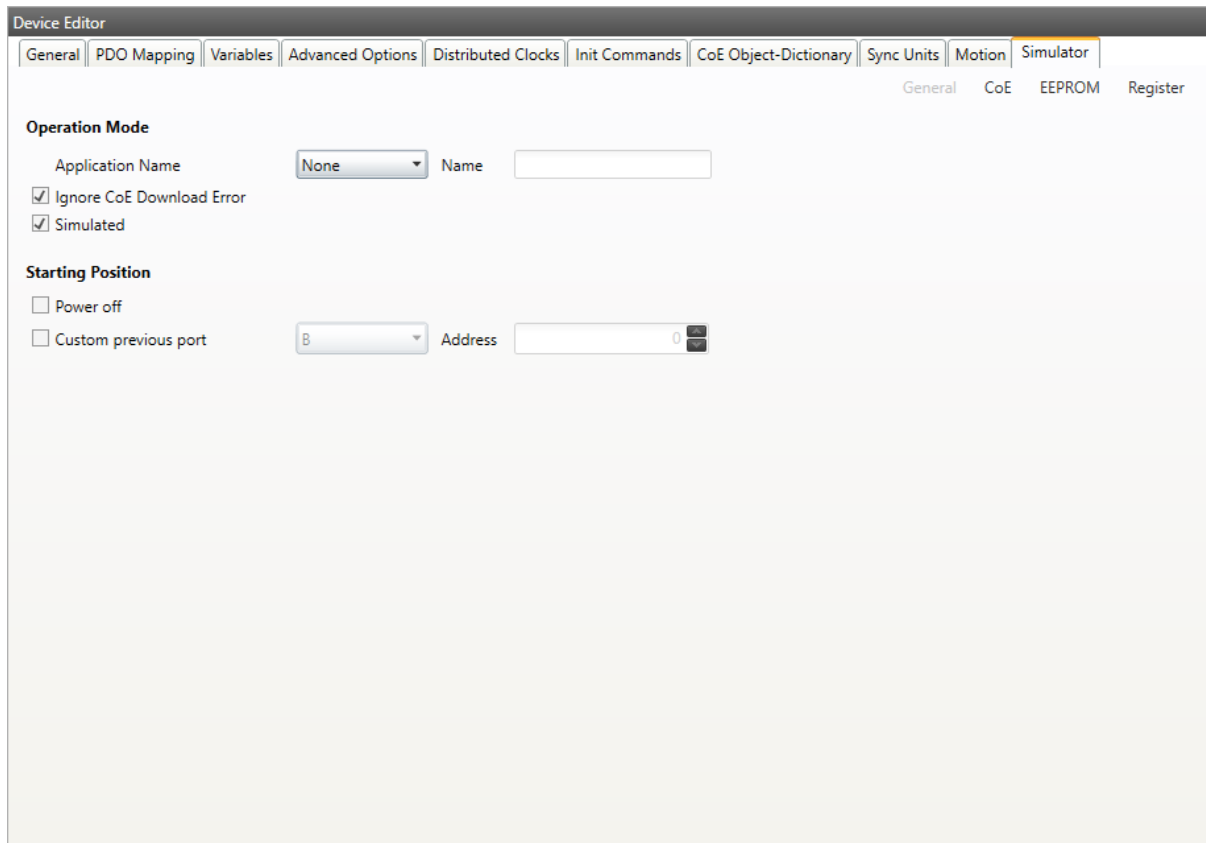 Device Editor
General PDO Mapping Variables Advanced Options Distributed Clocks Init Commands CoE Object-Dictionary Sync Units Motion Simulator
General CoE EEPROM Register
Operation Mode
Application Name None Name
Ignore CoE Download Error
Simulated
Starting Position
Power off
Custom previous port B Address 0